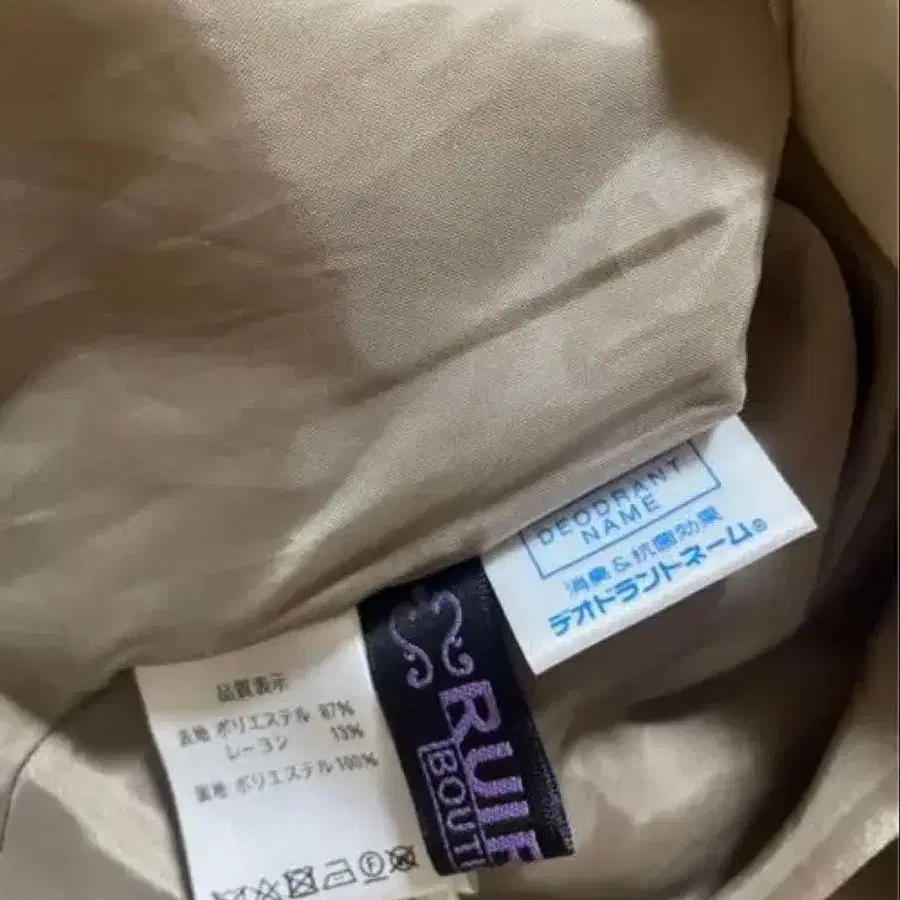 DEODRANT
NAME
消臭&抗菌効果
デオドラントネーム®
RUIR
BOUTI
品質表示
表地 ポリエステル 87%
レーヨン 13%
裏地 ポリエステル 100%